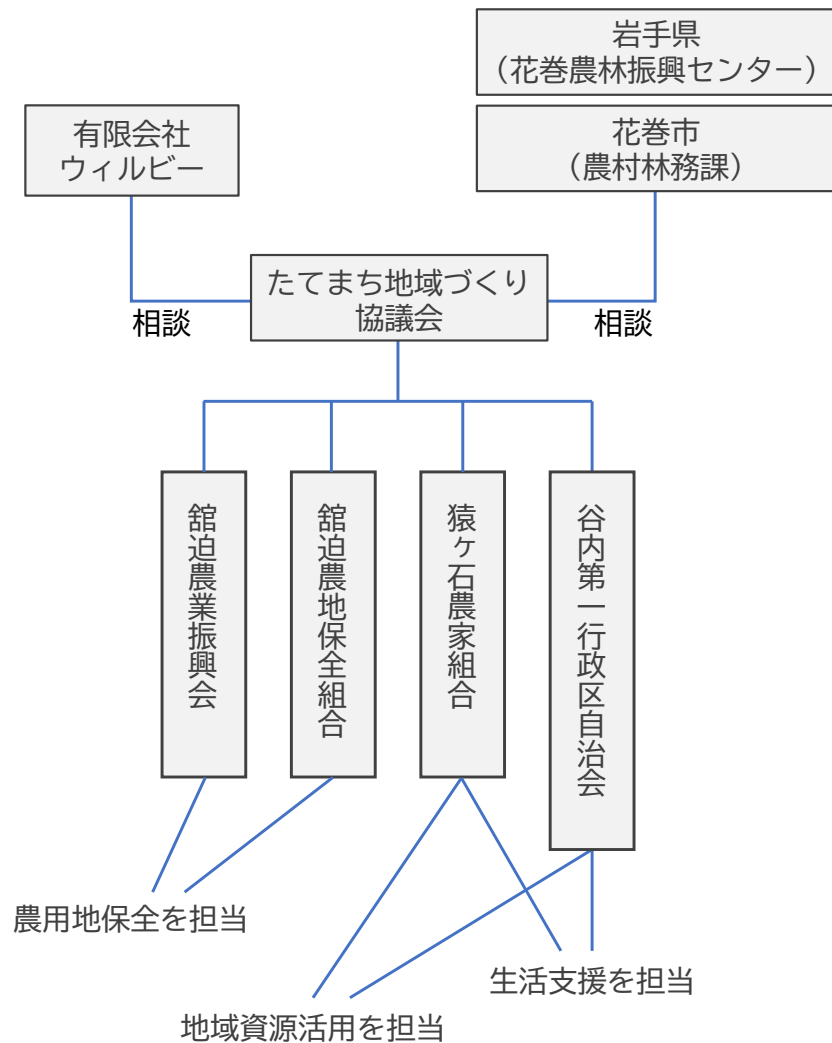 岩手県
（花巻農林振興センター）
有限会社
ウィルビー
花巻市
（農村林務課）
たてまち地域づくり
協議会
相談
相談
舘迫農業振興会
舘迫農地保全組合
猿ヶ石農家組合
谷内第一行政区自治会
農用地保全を担当
生活支援を担当
地域資源活用を担当